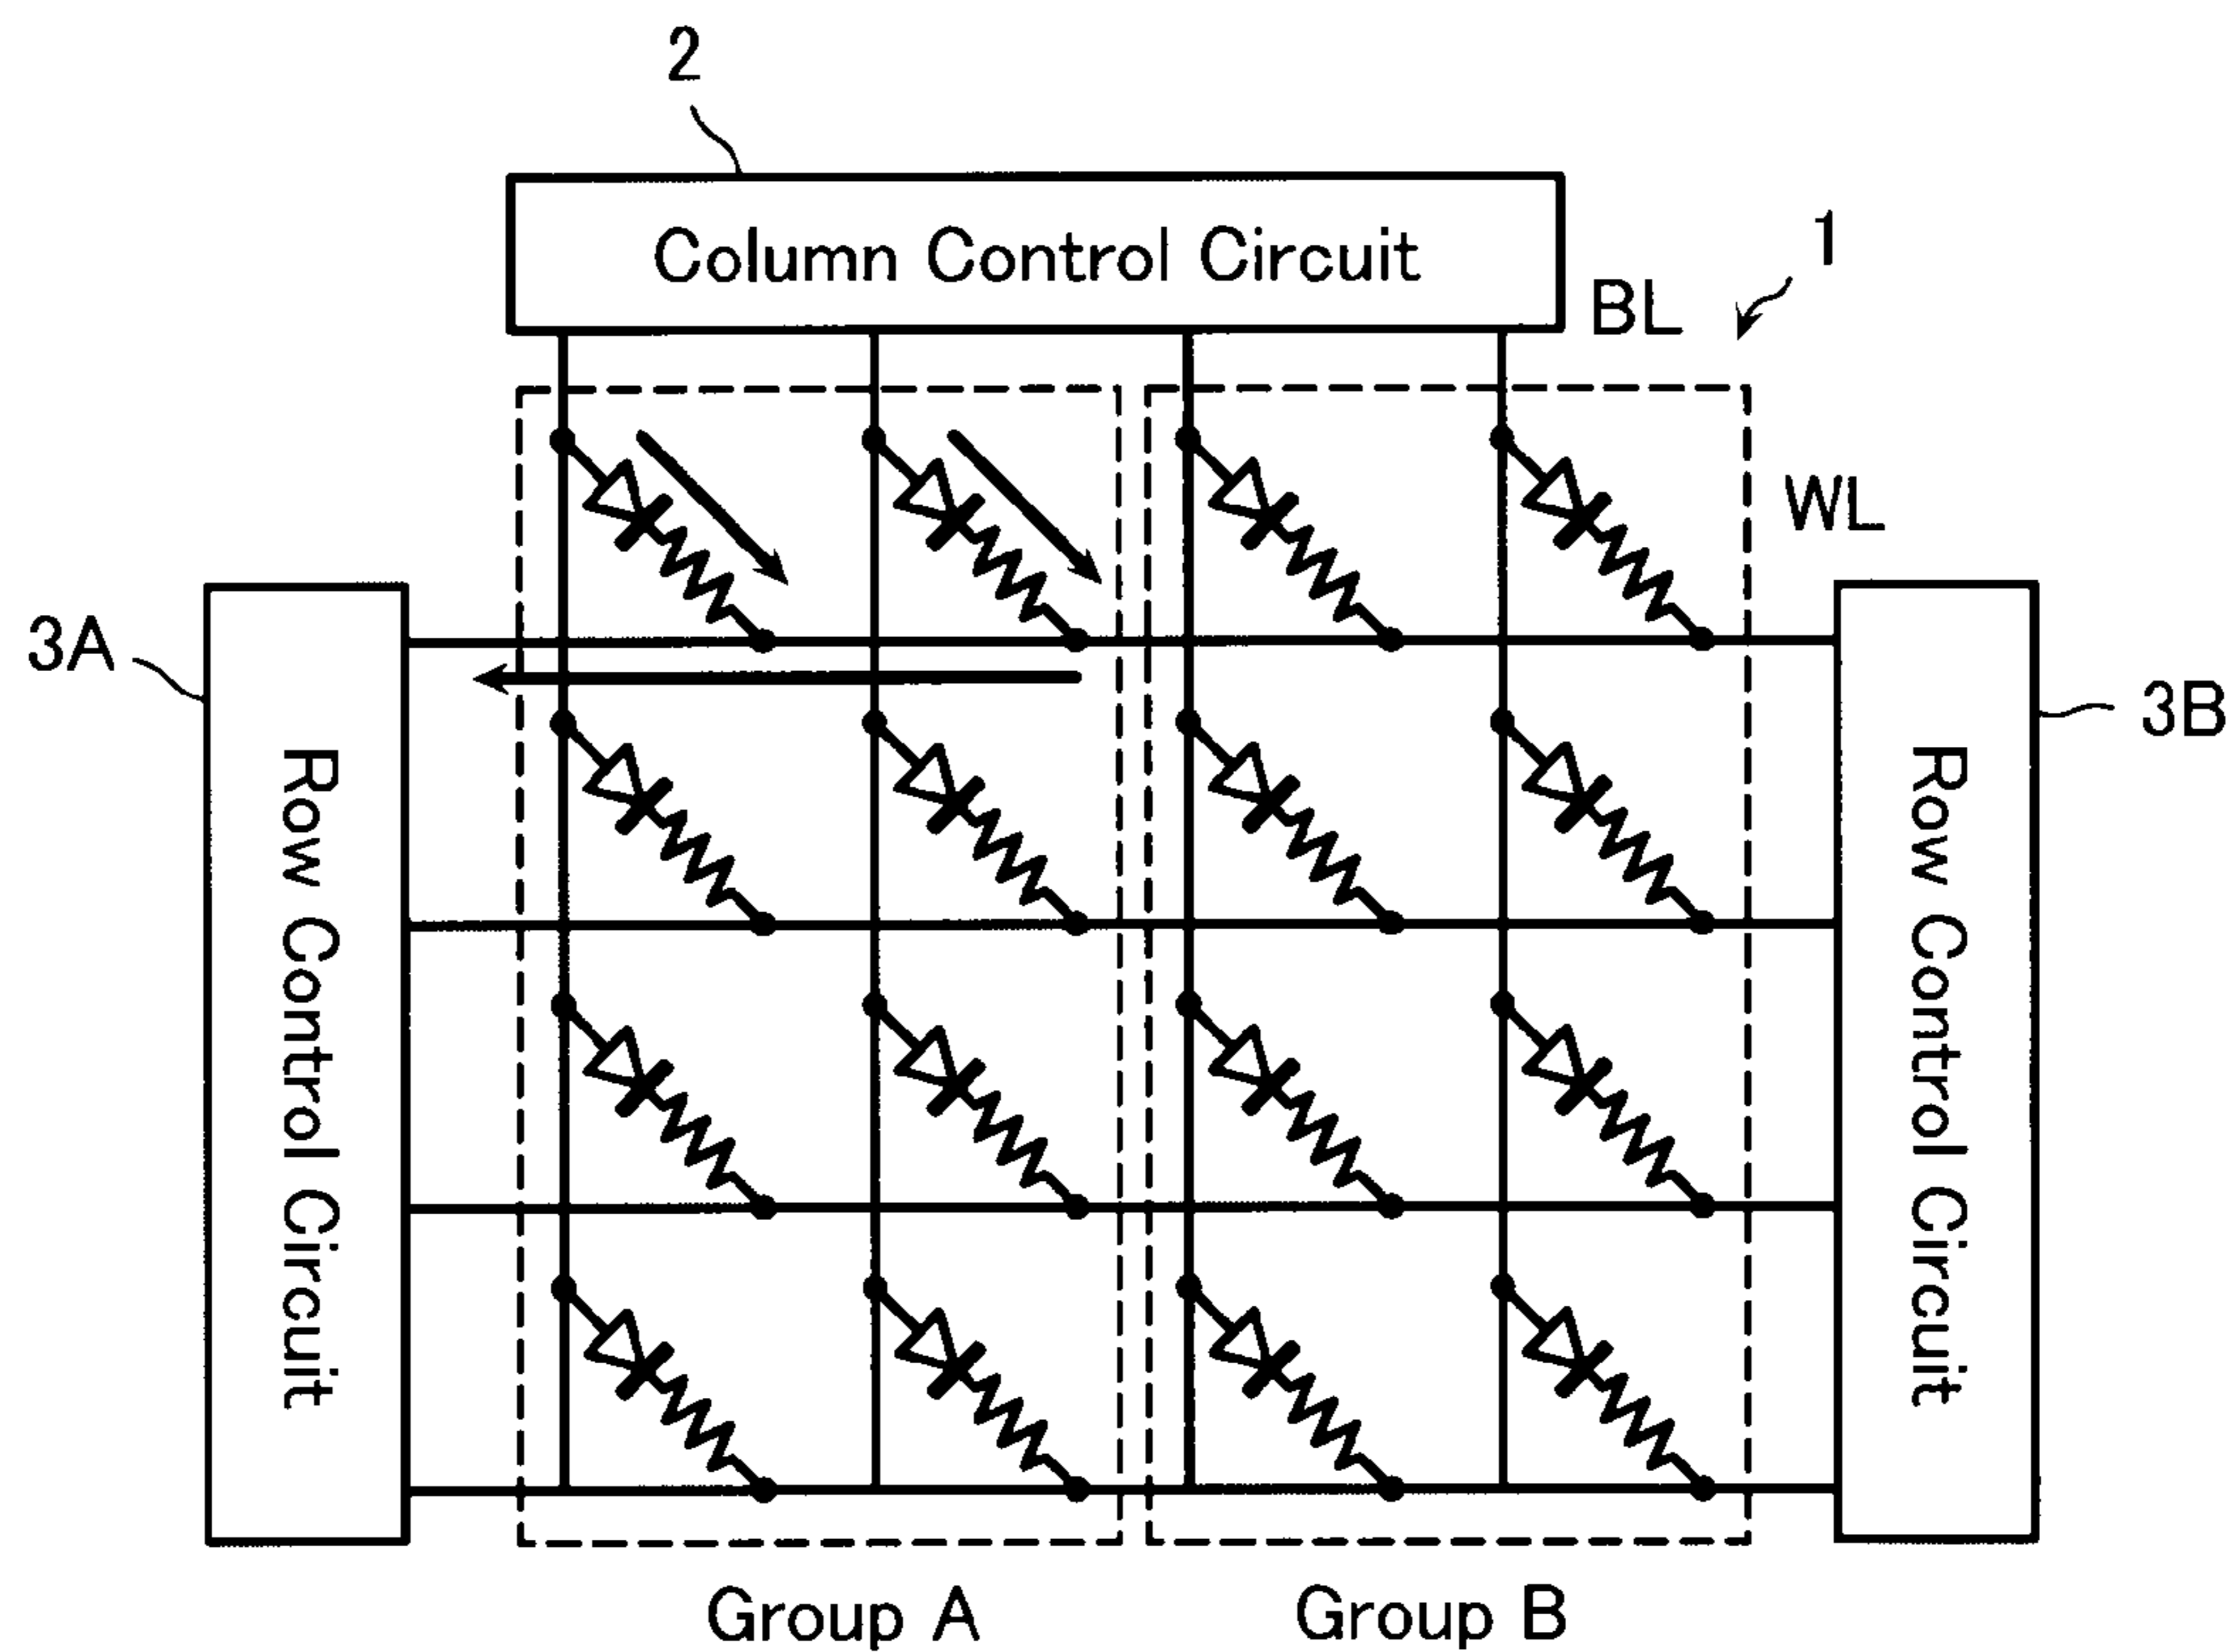 2
Column Control Circuit
1
BL
WL
3A
3B
Row Control Circuit
Row Control Circuit
Group A
Group B